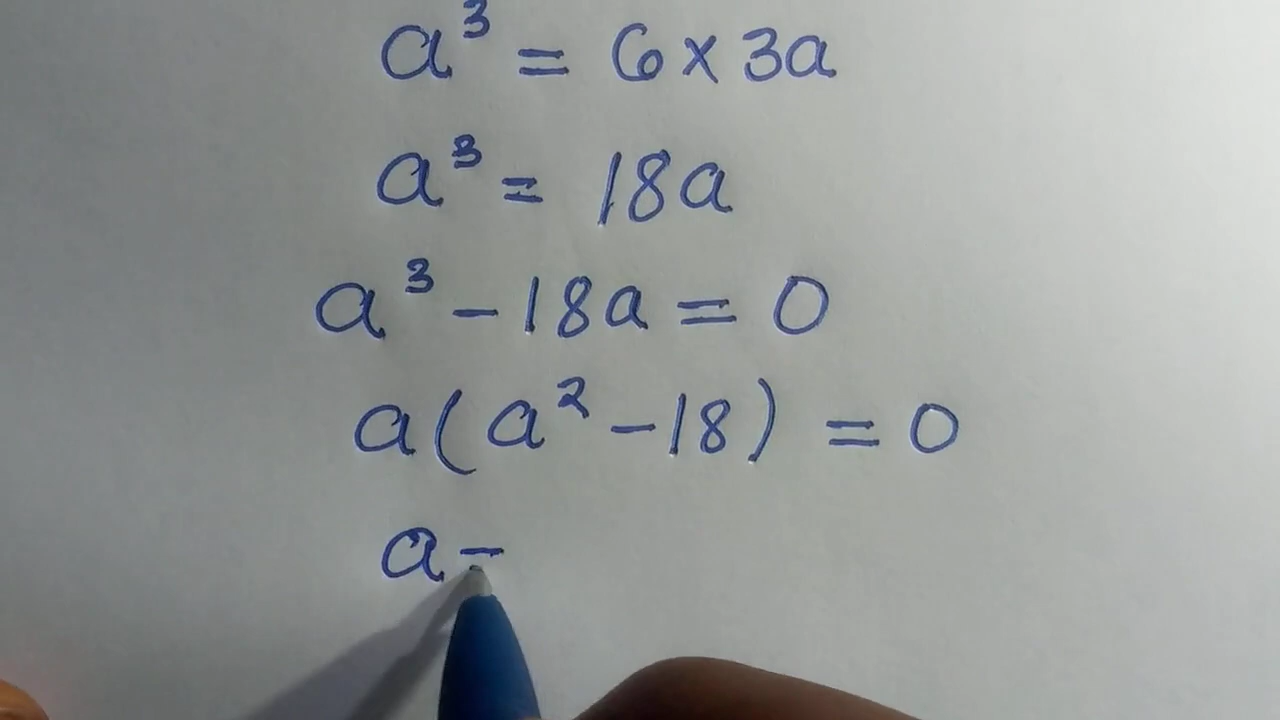 a³ = 6 × 3a
a³ = 18a
a³ - 18a = 0
a(a² - 18) = 0
a -